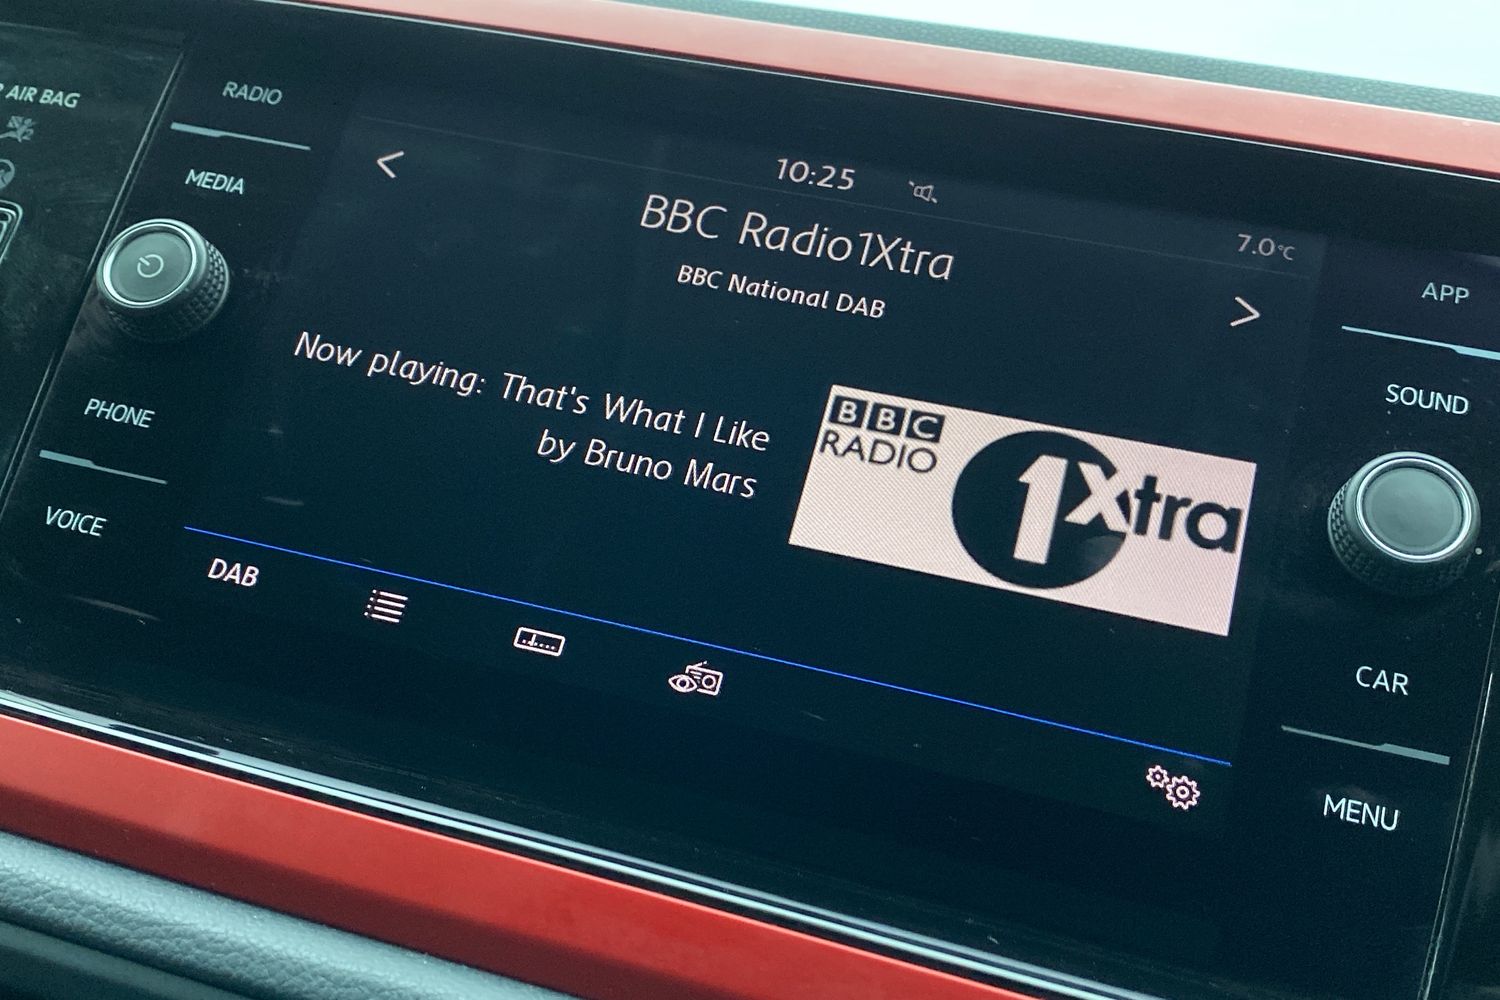 AIR BAG
RADIO
MEDIA
PHONE
VOICE
10:25
7.0°C
BBC Radio1Xtra
BBC National DAB
Now playing: That's What I Like
by Bruno Mars
BBC
RADIO
1Xtra
DAB
APP
SOUND
CAR
MENU